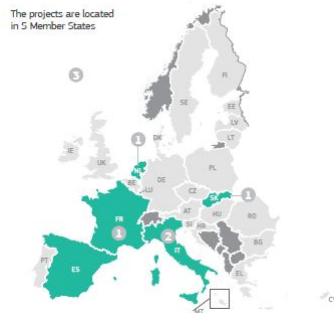 The projects are located
in 5 Member States
3
FI
SE
EE
LV
LT
DK
1
IE
UK
NL
PL
BE
DE
LU
CZ
SK
1
FR
1
AT
HU
RO
SI
HR
2
IT
BG
PT
ES
EL
MT